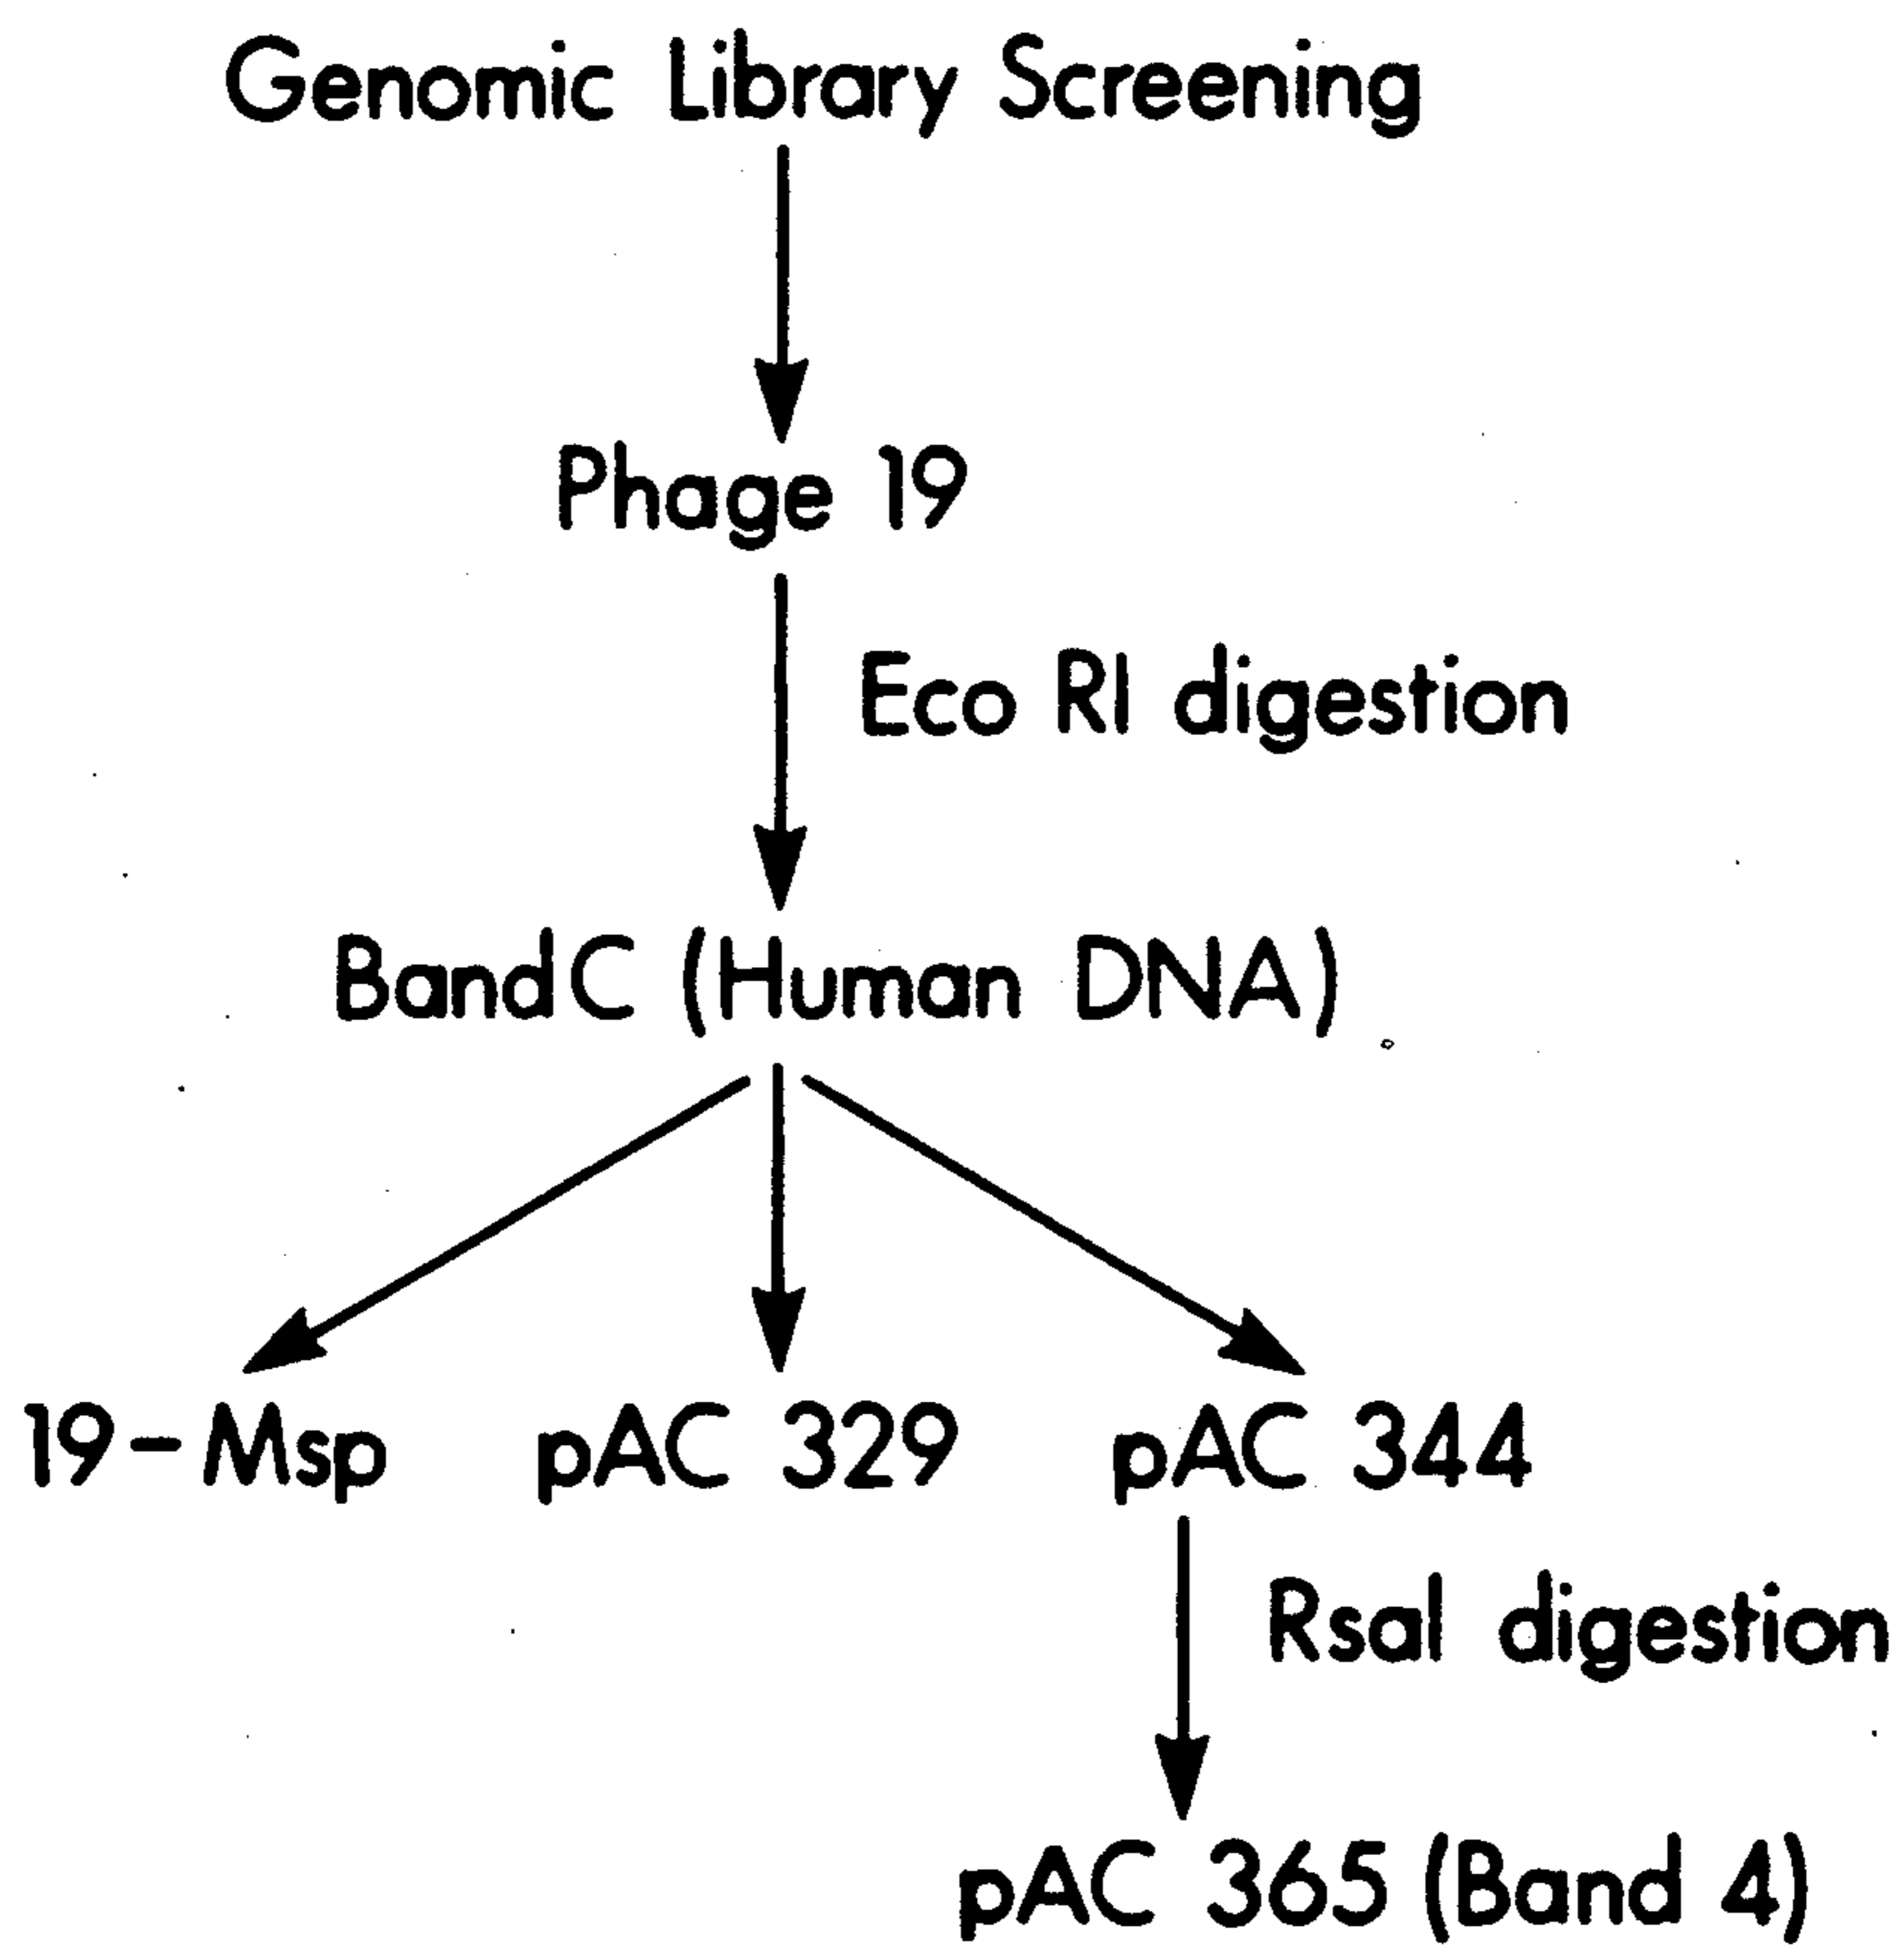 Genomic Library Screening
Phage 19
Eco RI digestion
Band C (Human DNA)
19-Msp pAC 329 pAC 344
RsaI digestion
pAC 365 (Band 4)